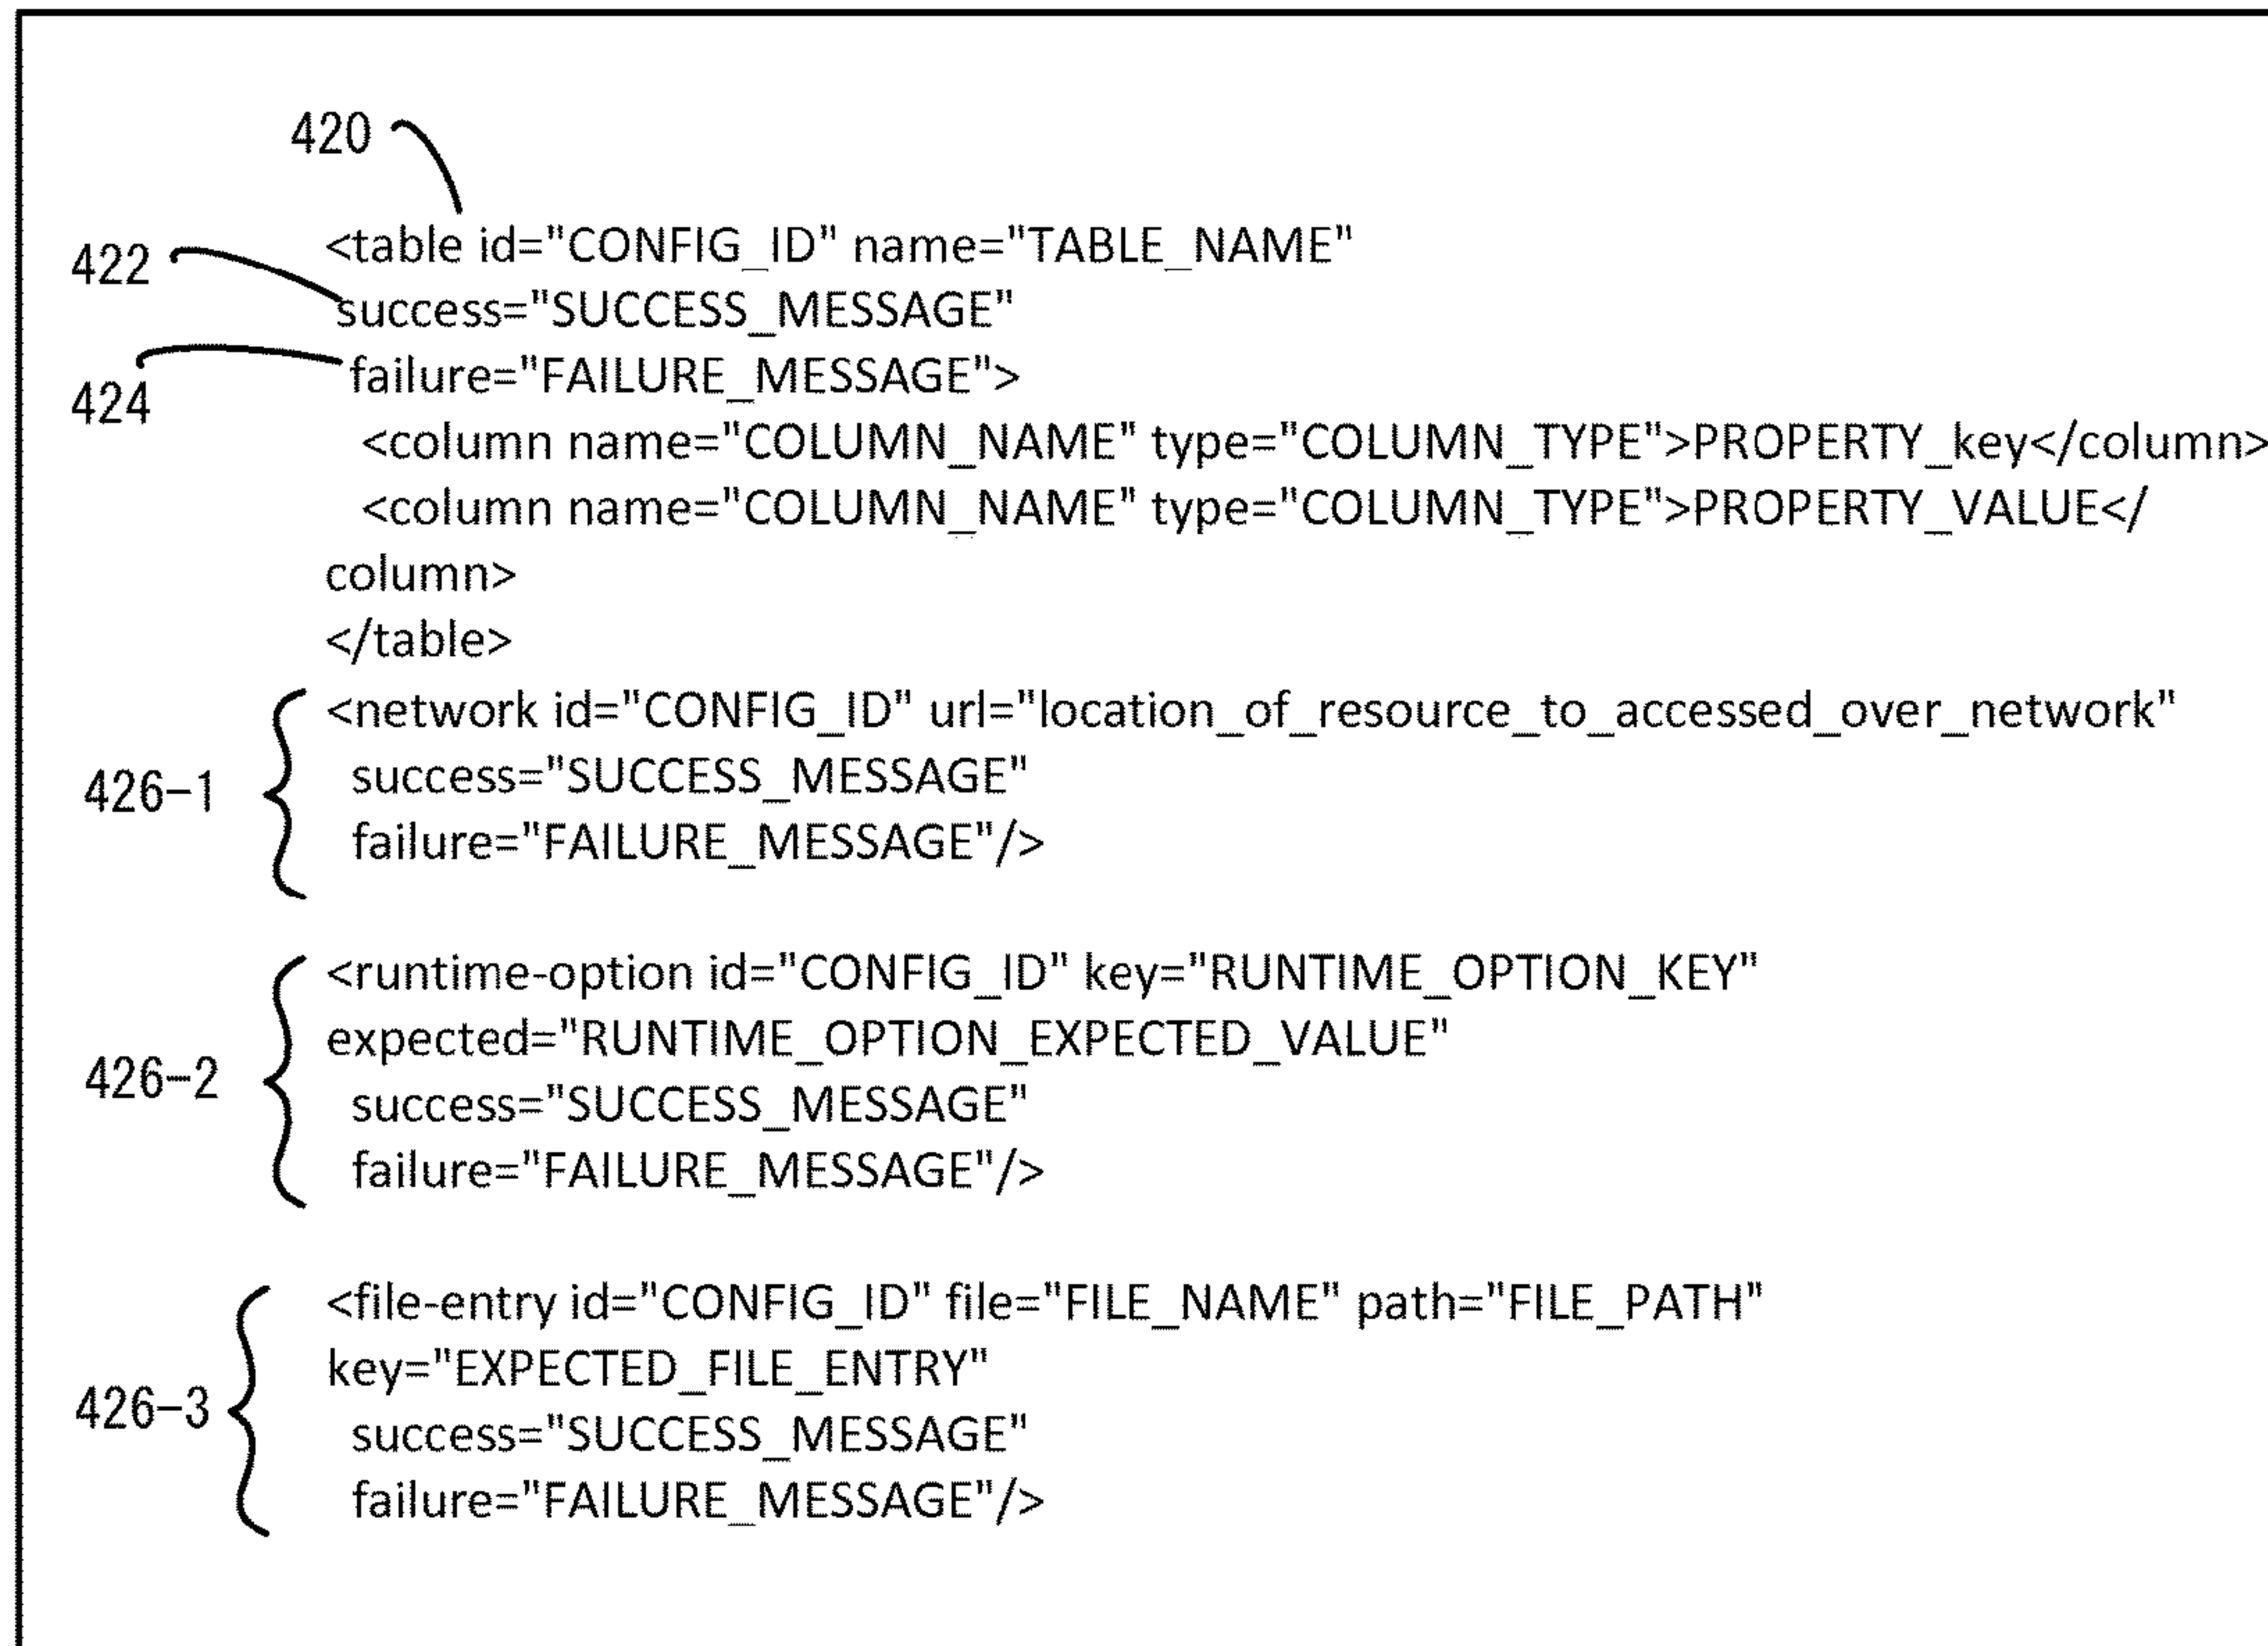 420
<table id="CONFIG_ID" name="TABLE_NAME"
422
success="SUCCESS_MESSAGE"
failure="FAILURE_MESSAGE">
424
<column name="COLUMN_NAME" type="COLUMN_TYPE">PROPERTY_key</column>
<column name="COLUMN_NAME" type="COLUMN_TYPE">PROPERTY_VALUE</
column>
</table>
<network id="CONFIG_ID" url="location_of_resource_to_accessed_over_network"
success="SUCCESS_MESSAGE"
426-1
failure="FAILURE_MESSAGE"/>
<runtime-option id="CONFIG_ID" key="RUNTIME_OPTION_KEY"
expected="RUNTIME_OPTION_EXPECTED_VALUE"
426-2
success="SUCCESS_MESSAGE"
failure="FAILURE_MESSAGE"/>
<file-entry id="CONFIG_ID" file="FILE_NAME" path="FILE_PATH"
key="EXPECTED_FILE_ENTRY"
426-3
success="SUCCESS_MESSAGE"
failure="FAILURE_MESSAGE"/>